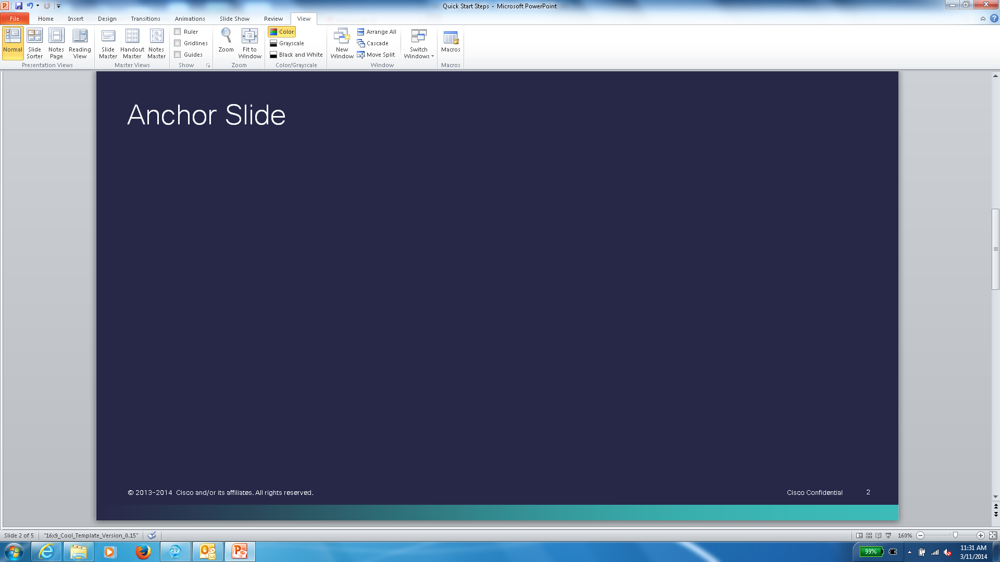 Quick Start Steps - Microsoft PowerPoint
File Home Insert Design Transitions Animations Slide Show Review View
Normal
Slide Sorter
Notes Page
Reading View
Presentation Views
Slide Master
Handout Master
Notes Master
Master Views
Ruler
Gridlines
Guides
Show
Zoom
Fit to Window
Zoom
Color
Grayscale
Black and White
Color/Grayscale
New Window
Arrange All
Cascade
Move Split
Switch Windows
Window
Macros
Macros
Anchor Slide
© 2013-2014 Cisco and/or its affiliates. All rights reserved.
Cisco Confidential 2
Slide 2 of 5 "16x9_Cool_Template_Version_0.15" 160%
99%
11:31 AM
3/11/2014